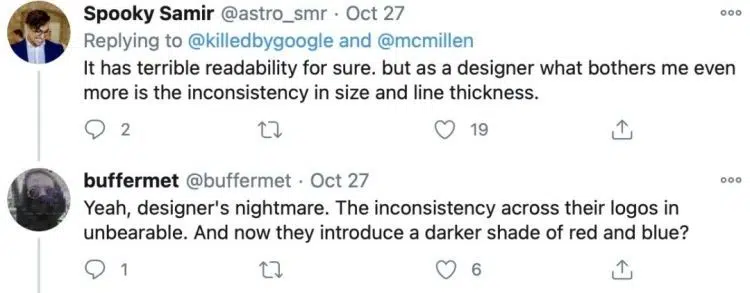 Spooky Samir @astro_smr · Oct 27
Replying to @killedbygoogle and @mcmillen
It has terrible readability for sure. but as a designer what bothers me even
more is the inconsistency in size and line thickness.
2 19
buffermet @buffermet · Oct 27
Yeah, designer's nightmare. The inconsistency across their logos in
unbearable. And now they introduce a darker shade of red and blue?
1 6